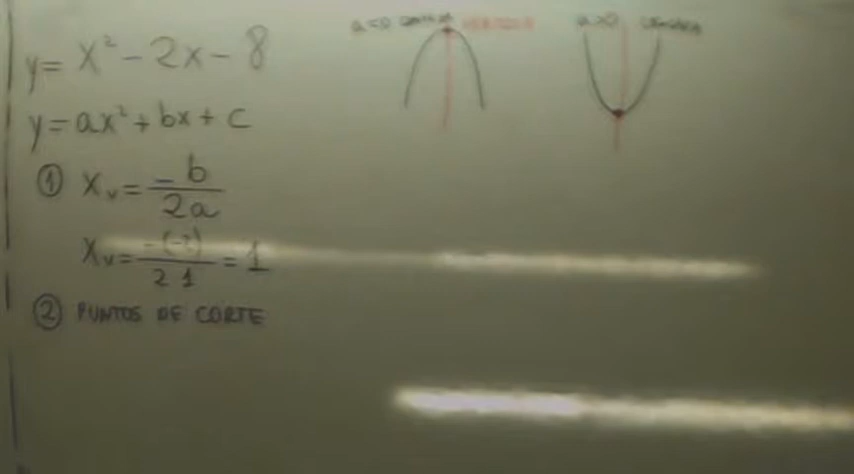 y = x² - 2x - 8
y = ax² + bx + c
① Xᵥ = -b / 2a
Xᵥ = -(-2) / 2 1 = 1
② PUNTOS DE CORTE
a<0
a>0